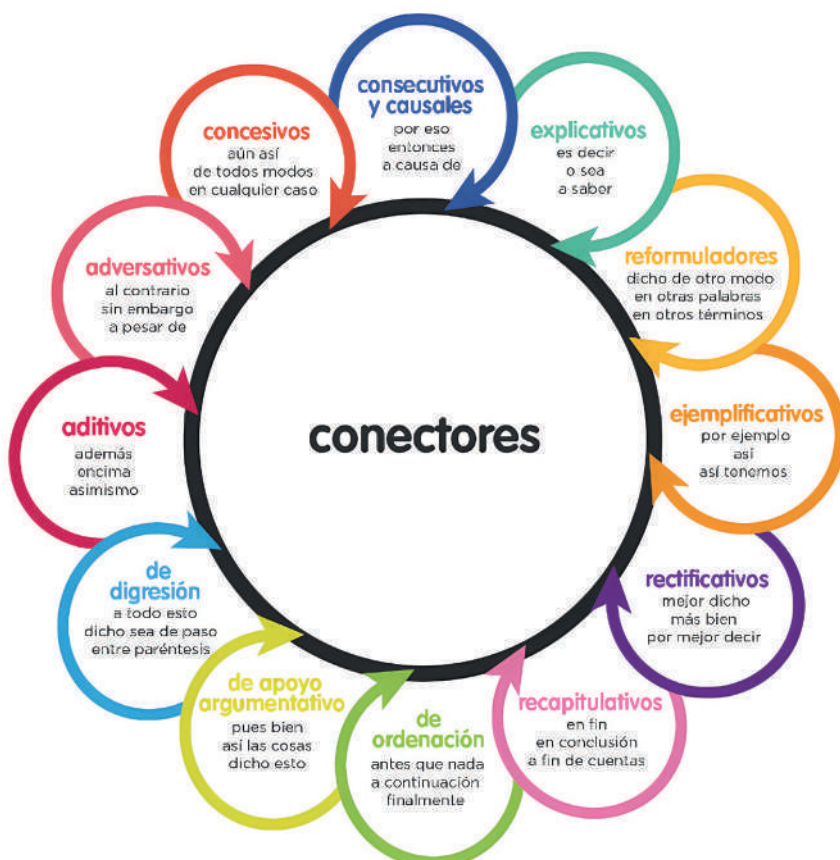 conectores
consecutivos
y causales
por eso
entonces
a causa de
explicativos
es decir
o sea
a saber
reformuladores
dicho de otro modo
en otras palabras
en otros términos
ejemplificativos
por ejemplo
así
así tenemos
rectificativos
mejor dicho
más bien
por mejor decir
recapitulativos
en fin
en conclusión
a fin de cuentas
de
ordenación
antes que nada
a continuación
finalmente
de apoyo
argumentativo
pues bien
así las cosas
dicho esto
de
digresión
a todo esto
dicho sea de paso
entre paréntesis
aditivos
además
encima
asimismo
adversativos
al contrario
sin embargo
a pesar de
concesivos
aún así
de todos modos
en cualquier caso